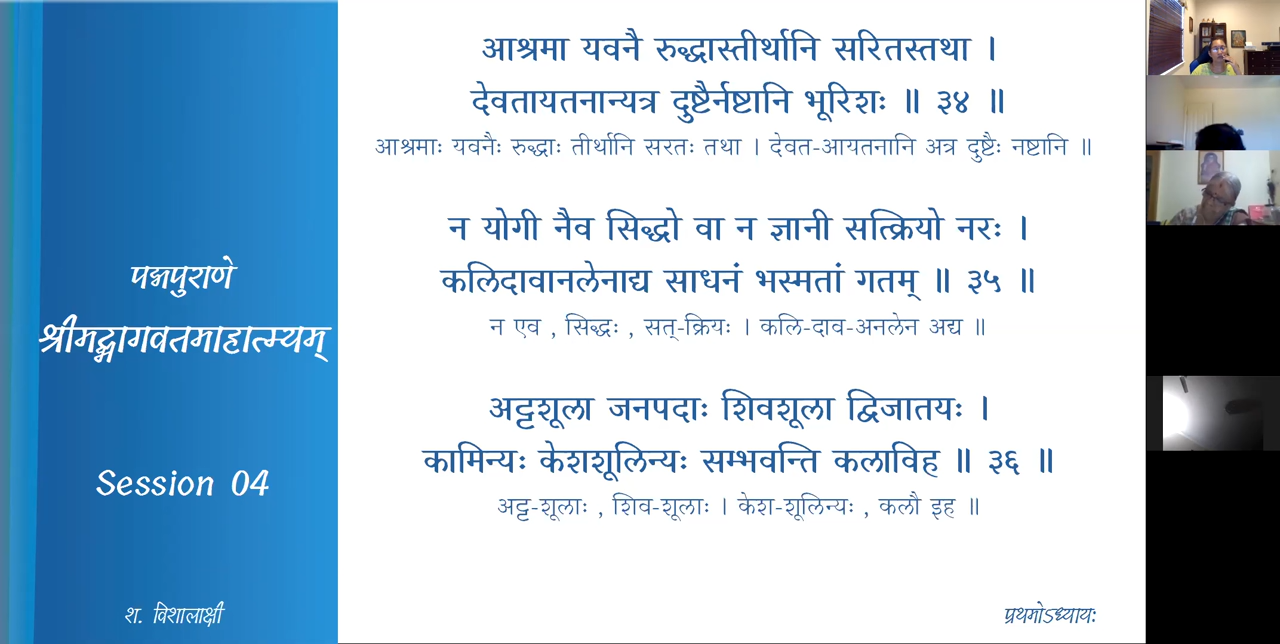 पद्मपुराणे
श्रीमद्भागवतमाहात्म्यम्
Session 04
श. विशालाक्षी
आश्रमा यवनै रुद्धास्तीर्थानि सरितस्तथा ।
देवतायतनान्यत्र दुष्टैर्नष्टानि भूरिशः ॥ ३४ ॥
आश्रमाः यवनैः रुद्धाः तीर्थानि सरतः तथा । देवत-आयतनानि अत्र दुष्टैः नष्टानि ॥
न योगी नैव सिद्धो वा न ज्ञानी सत्क्रियो नरः ।
कलिदावानलेनाद्य साधनं भस्मतां गतम् ॥ ३५ ॥
न एव , सिद्धः , सत्-क्रियः । कलि-दाव-अनलेन अद्य ॥
अट्टशूला जनपदाः शिवशूला द्विजातयः ।
कामिन्यः केशशूलिन्यः सम्भवन्ति कलाविह ॥ ३६ ॥
अट्ट-शूलाः , शिव-शूलाः । केश-शूलिन्यः , कलौ इह ॥
प्रथमोऽध्यायः